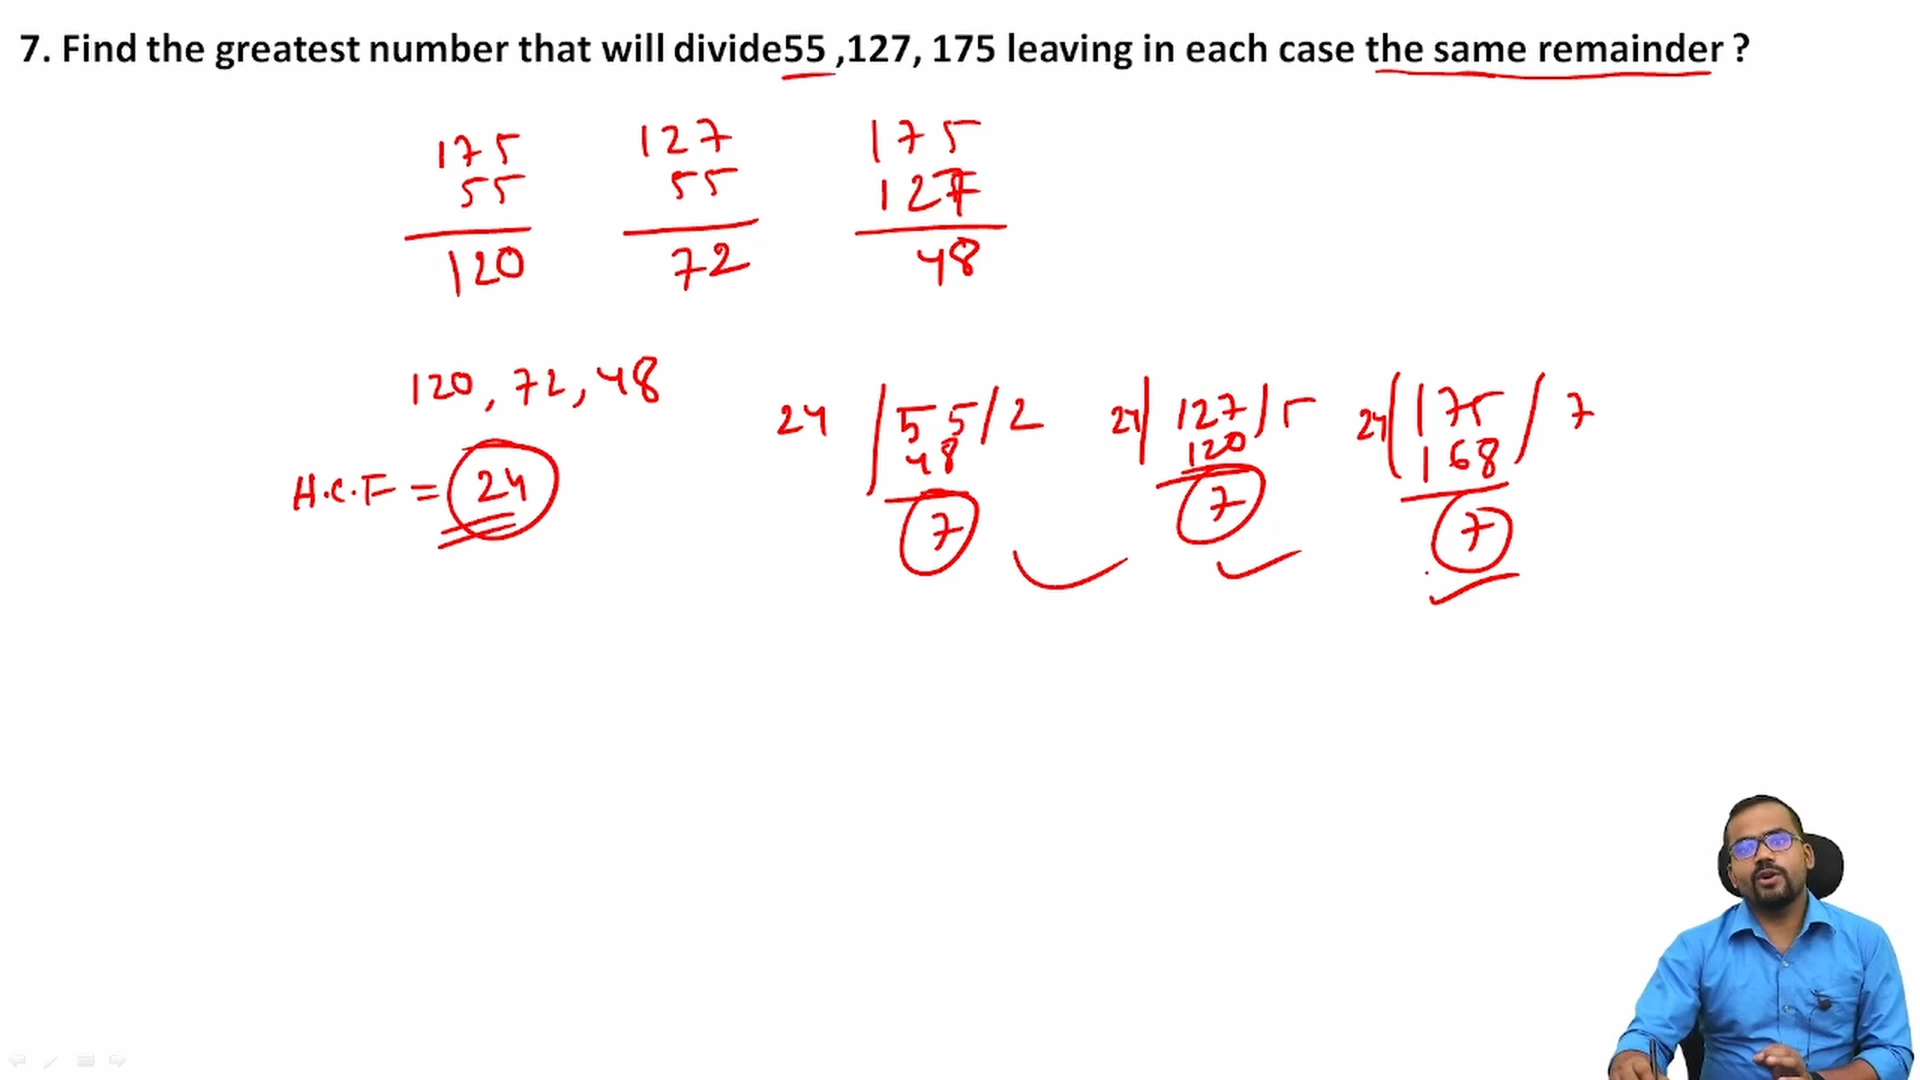 7. Find the greatest number that will divide55 ,127, 175 leaving in each case the same remainder ?
175 127 175
55 55 127
120 72 48
120, 72, 48
24 55 2 24 127 5 24 175 7
48 120 168
H.C.F = 24
7 7 7